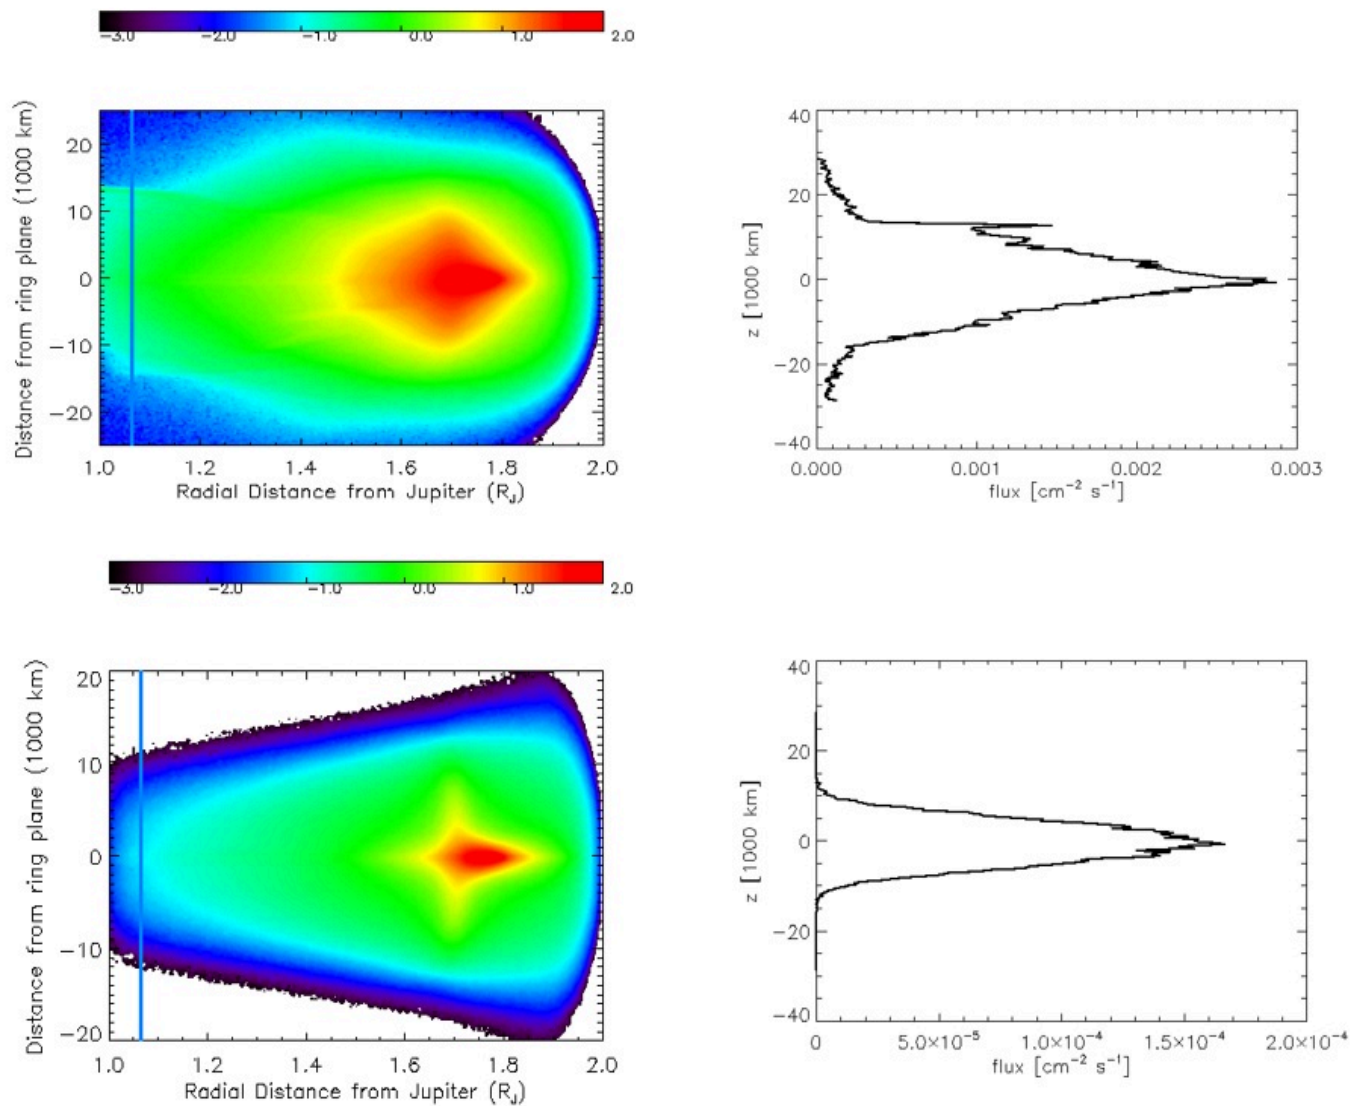 −3.0 −2.0 −1.0 0.0 1.0 2.0
Distance from ring plane (1000 km)
20
10
0
−10
−20
1.0 1.2 1.4 1.6 1.8 2.0
Radial Distance from Jupiter (RJ)
z [1000 km]
40
20
0
−20
−40
0.000 0.001 0.002 0.003
flux [cm−2 s−1]
−3.0 −2.0 −1.0 0.0 1.0 2.0
Distance from ring plane (1000 km)
20
10
0
−10
−20
1.0 1.2 1.4 1.6 1.8 2.0
Radial Distance from Jupiter (RJ)
z [1000 km]
40
20
0
−20
−40
0 5.0×10−5 1.0×10−4 1.5×10−4 2.0×10−4
flux [cm−2 s−1]